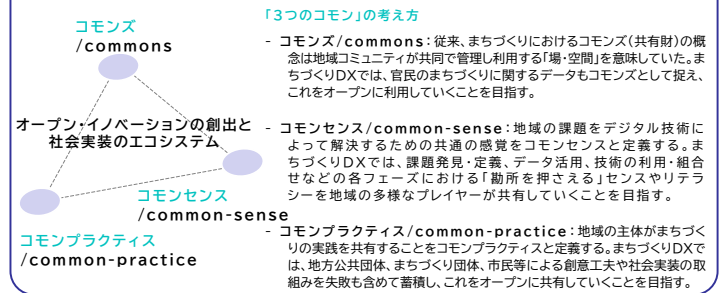 コモンズ
/commons
オープン・イノベーションの創出と
社会実装のエコシステム
コモンセンス
/common-sense
コモンプラクティス
/common-practice
「3つのコモン」の考え方
- コモンズ/commons：従来、まちづくりにおけるコモンズ（共有財）の概
念は地域コミュニティが共同で管理し利用する「場・空間」を意味していた。ま
ちづくりDXでは、官民のまちづくりに関するデータもコモンズとして捉え、
これをオープンに利用していくことを目指す。
- コモンセンス/common-sense：地域の課題をデジタル技術に
よって解決するための共通の感覚をコモンセンスと定義する。ま
ちづくりDXでは、課題発見・定義、データ活用、技術の利用・組合
せなどの各フェーズにおける「勘所を押さえる」センスやリテラ
シーを地域の多様なプレイヤーが共有していくことを目指す。
- コモンプラクティス/common-practice：地域の主体がまちづく
りの実践を共有することをコモンプラクティスと定義する。まちづくりDXで
は、地方公共団体、まちづくり団体、市民等による創意工夫や社会実装の取
組みを失敗も含めて蓄積し、これをオープンに共有していくことを目指す。